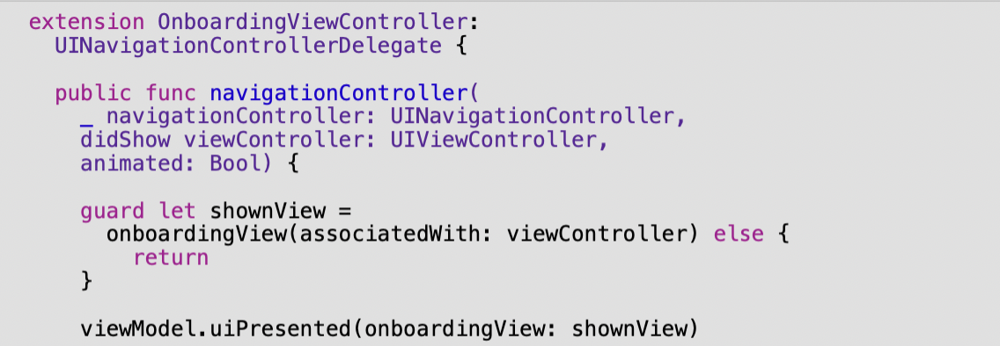 extension OnboardingViewController:
UINavigationControllerDelegate {
public func navigationController(
_ navigationController: UINavigationController,
didShow viewController: UIViewController,
animated: Bool) {
guard let shownView =
onboardingView(associatedWith: viewController) else {
return
}
viewModel.uiPresented(onboardingView: shownView)